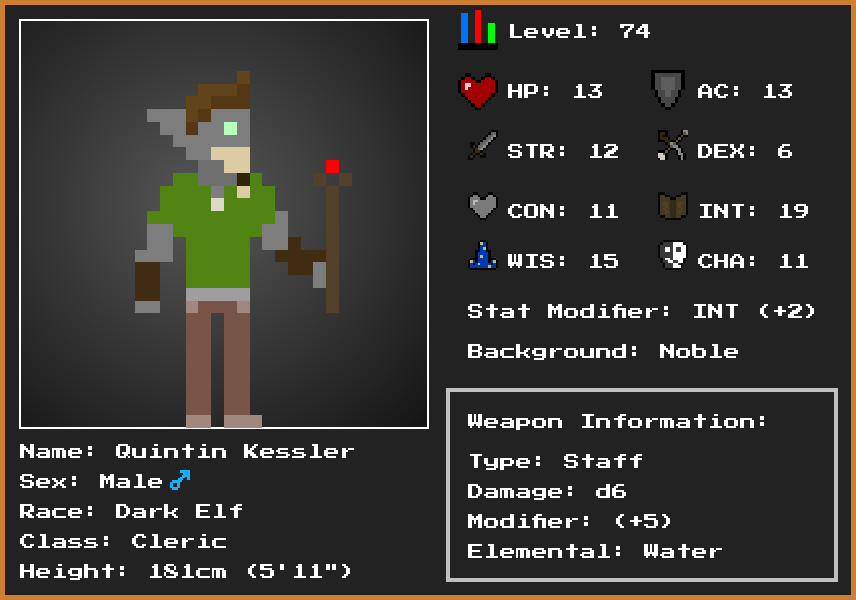 Level: 74
HP: 13 AC: 13
STR: 12 DEX: 6
CON: 11 INT: 19
WIS: 15 CHA: 11
Stat Modifier: INT (+2)
Background: Noble
Weapon Information:
Type: Staff
Damage: d6
Modifier: (+5)
Elemental: Water
Name: Quintin Kessler
Sex: Male♂
Race: Dark Elf
Class: Cleric
Height: 181cm (5'11")